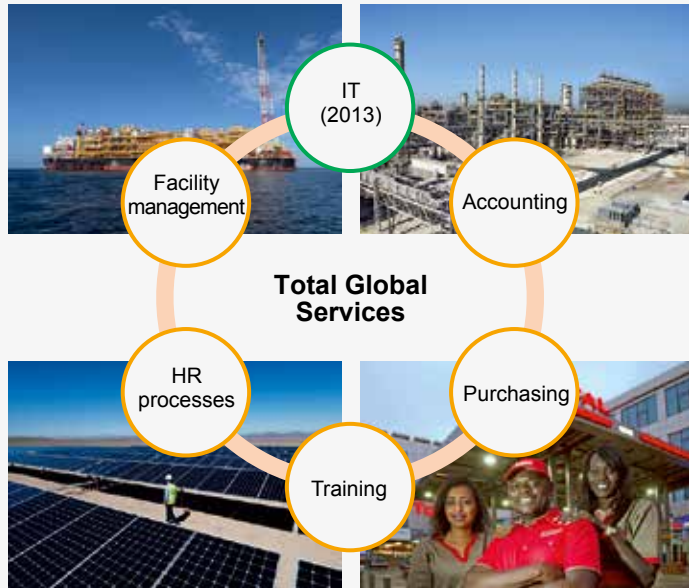 IT
(2013)
Facility
management
Accounting
Total Global
Services
HR
processes
Purchasing
Training